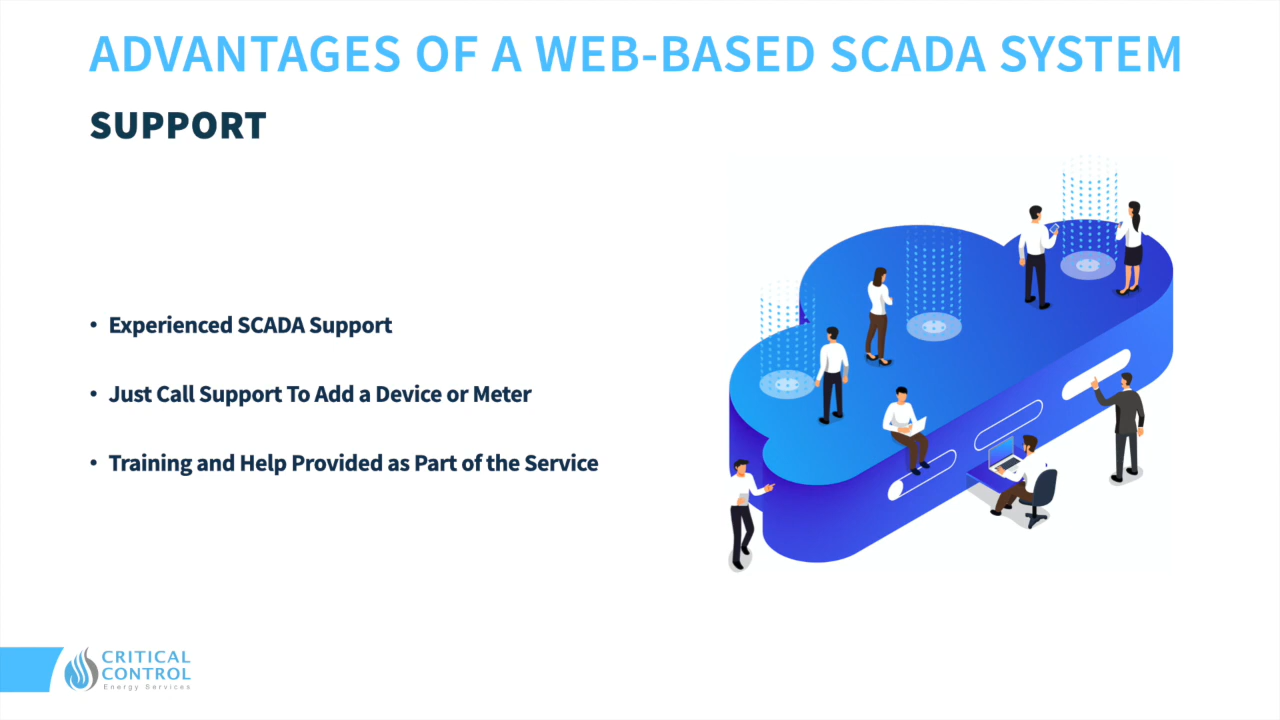 ADVANTAGES OF A WEB-BASED SCADA SYSTEM
SUPPORT
• Experienced SCADA Support
• Just Call Support To Add a Device or Meter
• Training and Help Provided as Part of the Service
CRITICAL
CONTROL
Energy Services